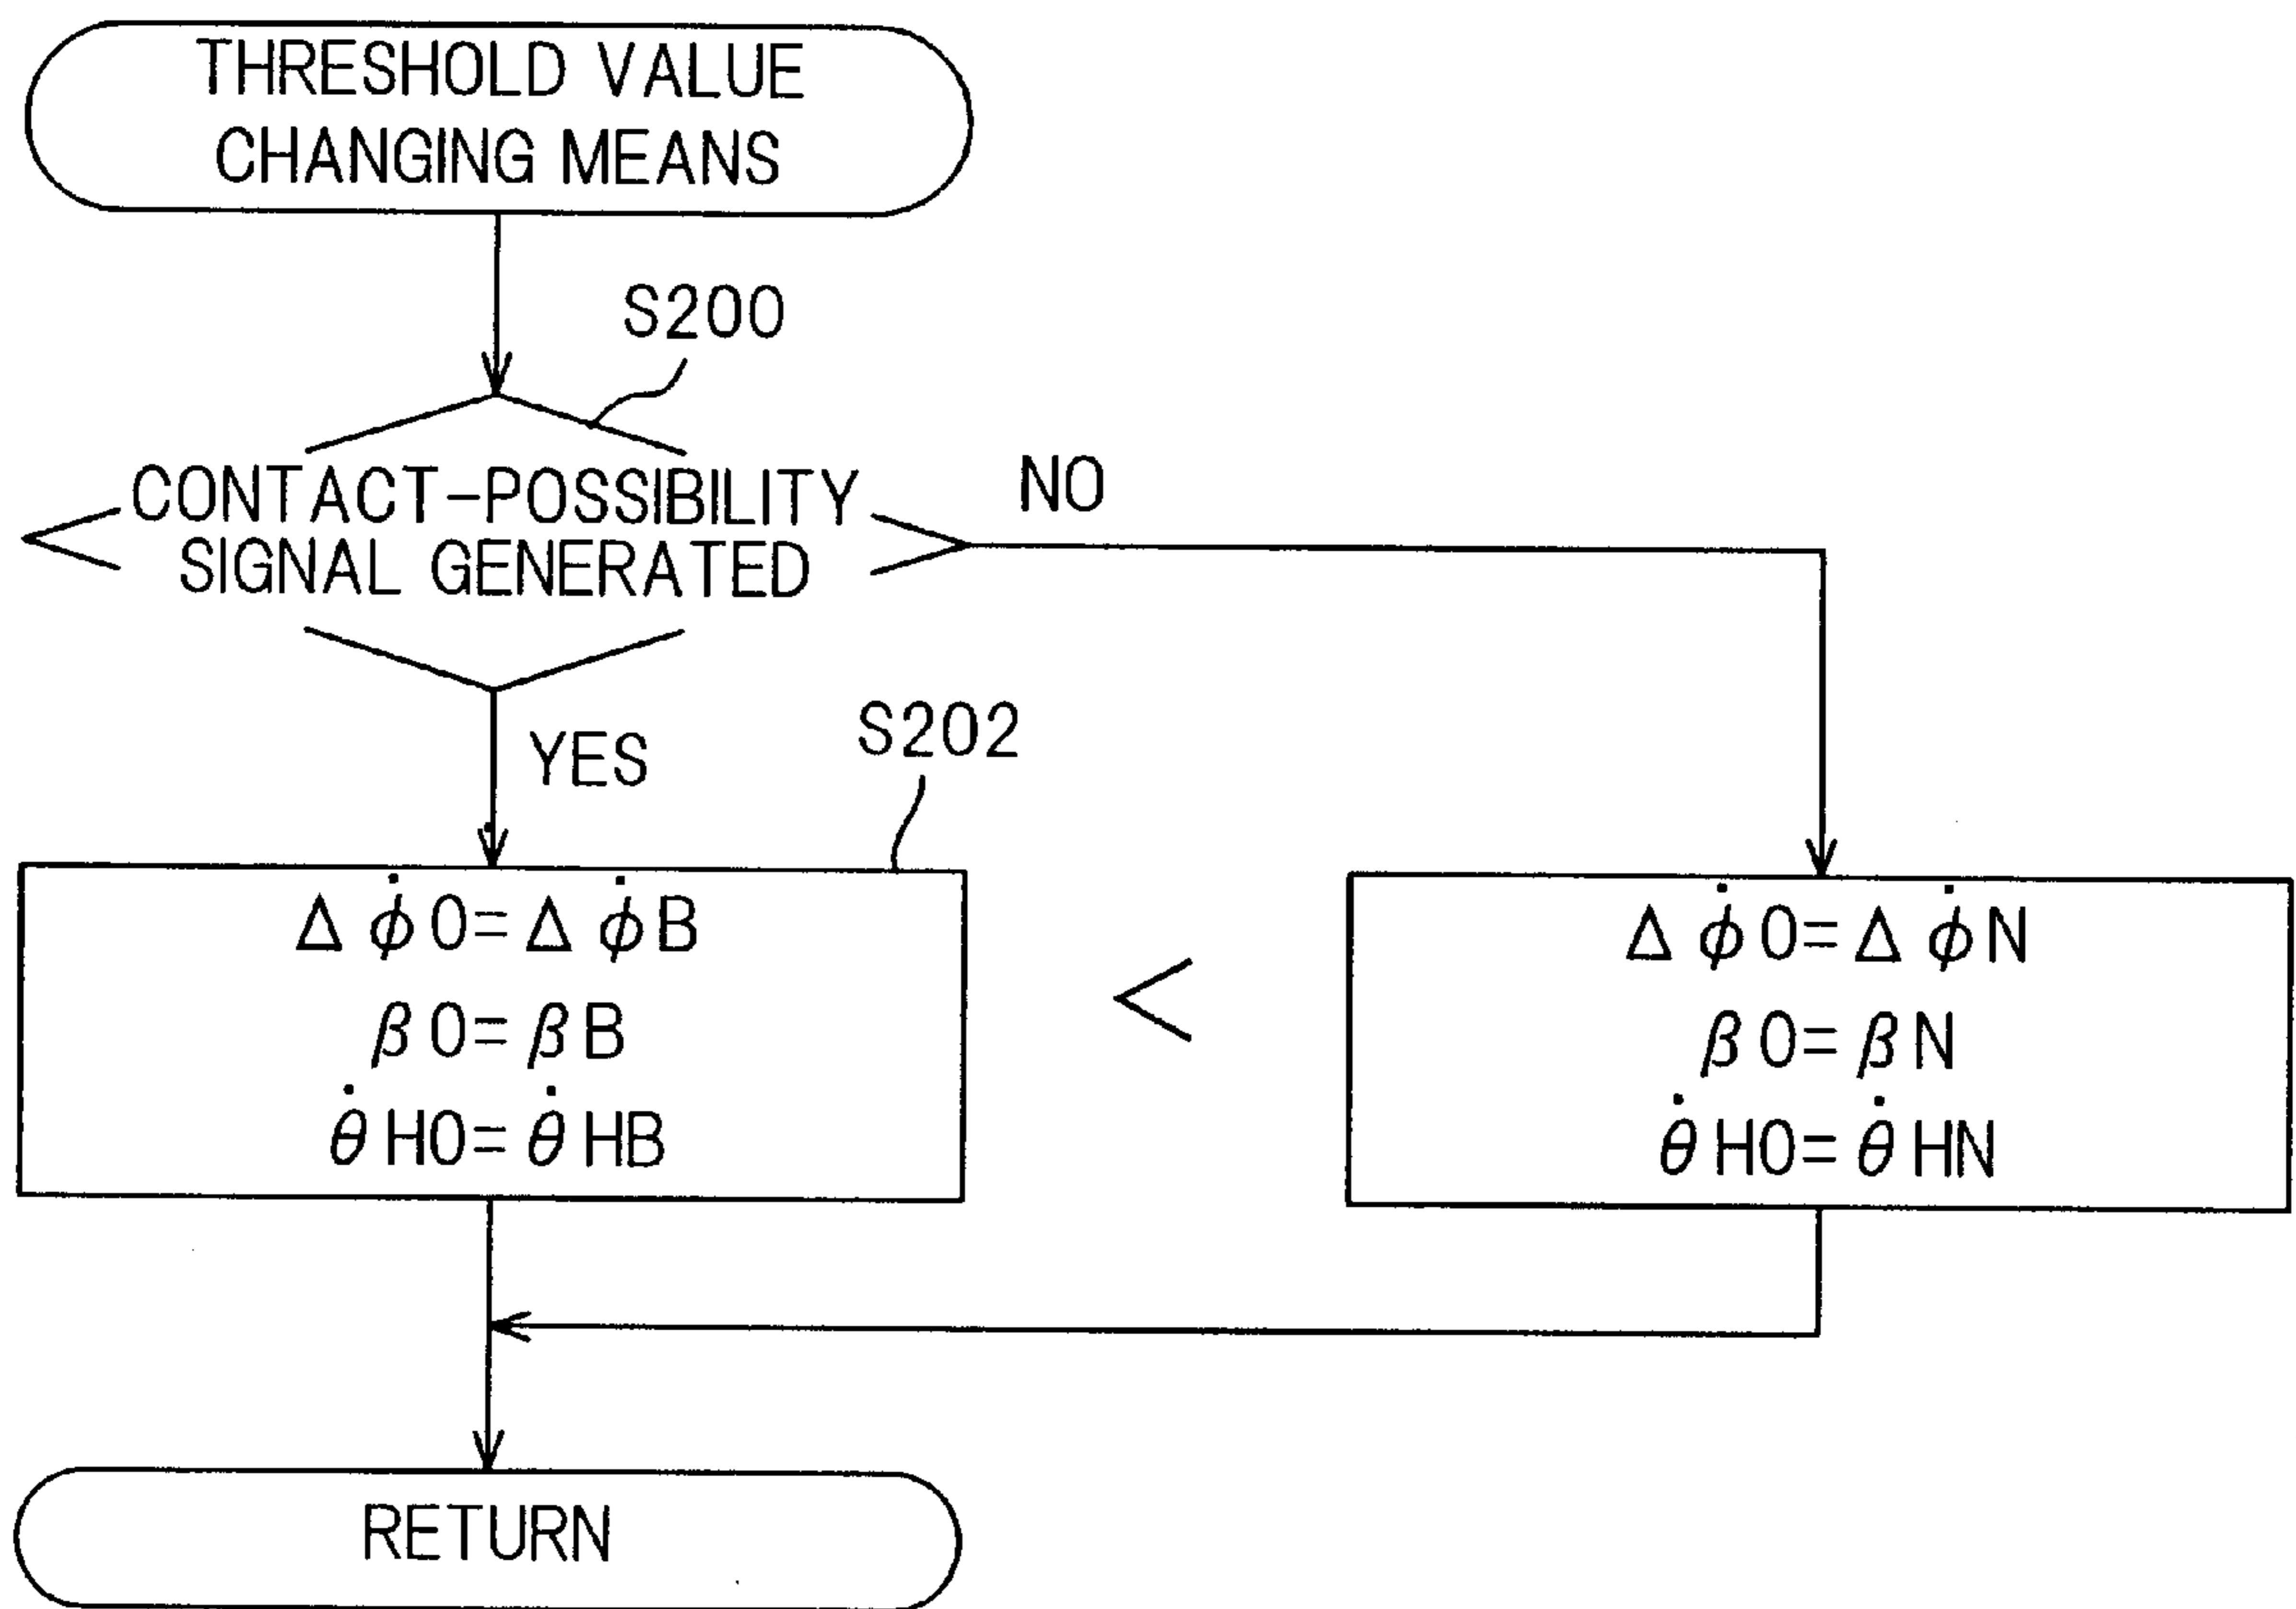 THRESHOLD VALUE
CHANGING MEANS
S200
CONTACT-POSSIBILITY
SIGNAL GENERATED
NO
YES
S202
Δ φ̇ 0= Δ φ̇ B
β 0= β B
θ̇ H0= θ̇ HB
<
Δ φ̇ 0= Δ φ̇ N
β 0= β N
θ̇ H0= θ̇ HN
RETURN